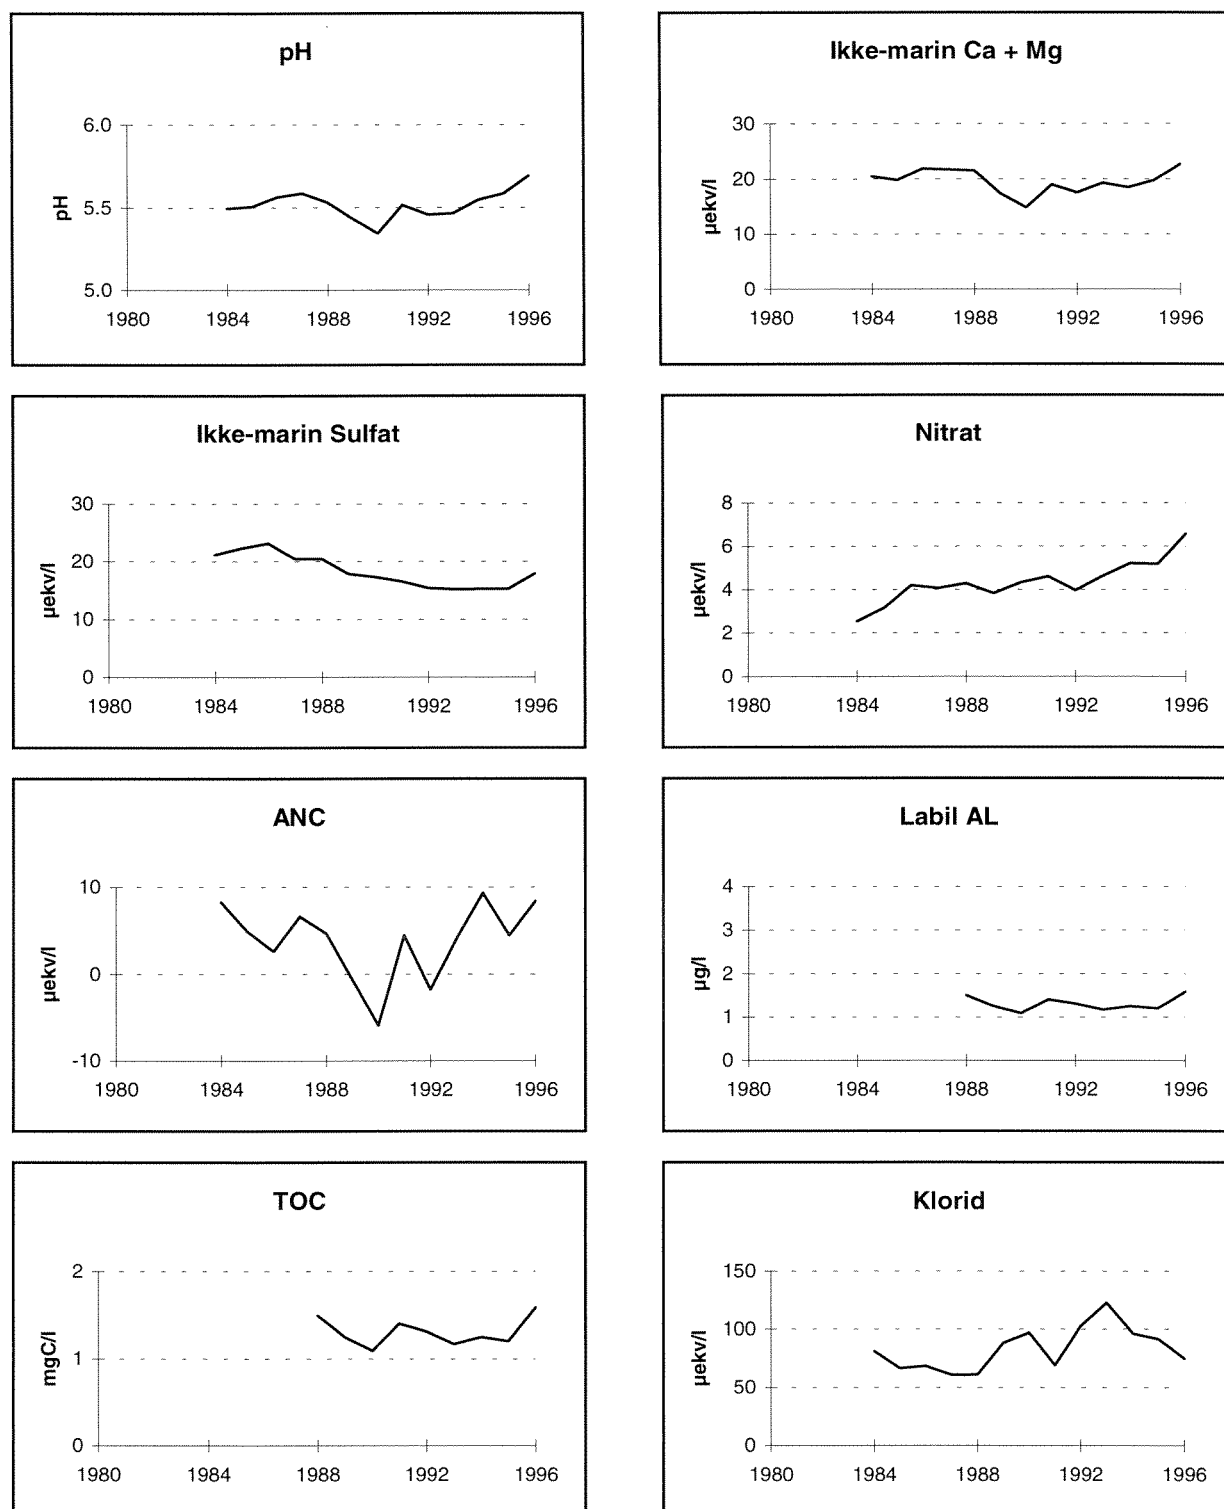 pH
6.0
5.5
5.0
pH
1980 1984 1988 1992 1996
Ikke-marin Ca + Mg
30
20
10
0
µekv/l
1980 1984 1988 1992 1996
Ikke-marin Sulfat
30
20
10
0
µekv/l
1980 1984 1988 1992 1996
Nitrat
8
6
4
2
0
µekv/l
1980 1984 1988 1992 1996
ANC
10
0
-10
µekv/l
1980 1984 1988 1992 1996
Labil AL
4
3
2
1
0
µg/l
1980 1984 1988 1992 1996
TOC
2
1
0
mgC/l
1980 1984 1988 1992 1996
Klorid
150
100
50
0
µekv/l
1980 1984 1988 1992 1996